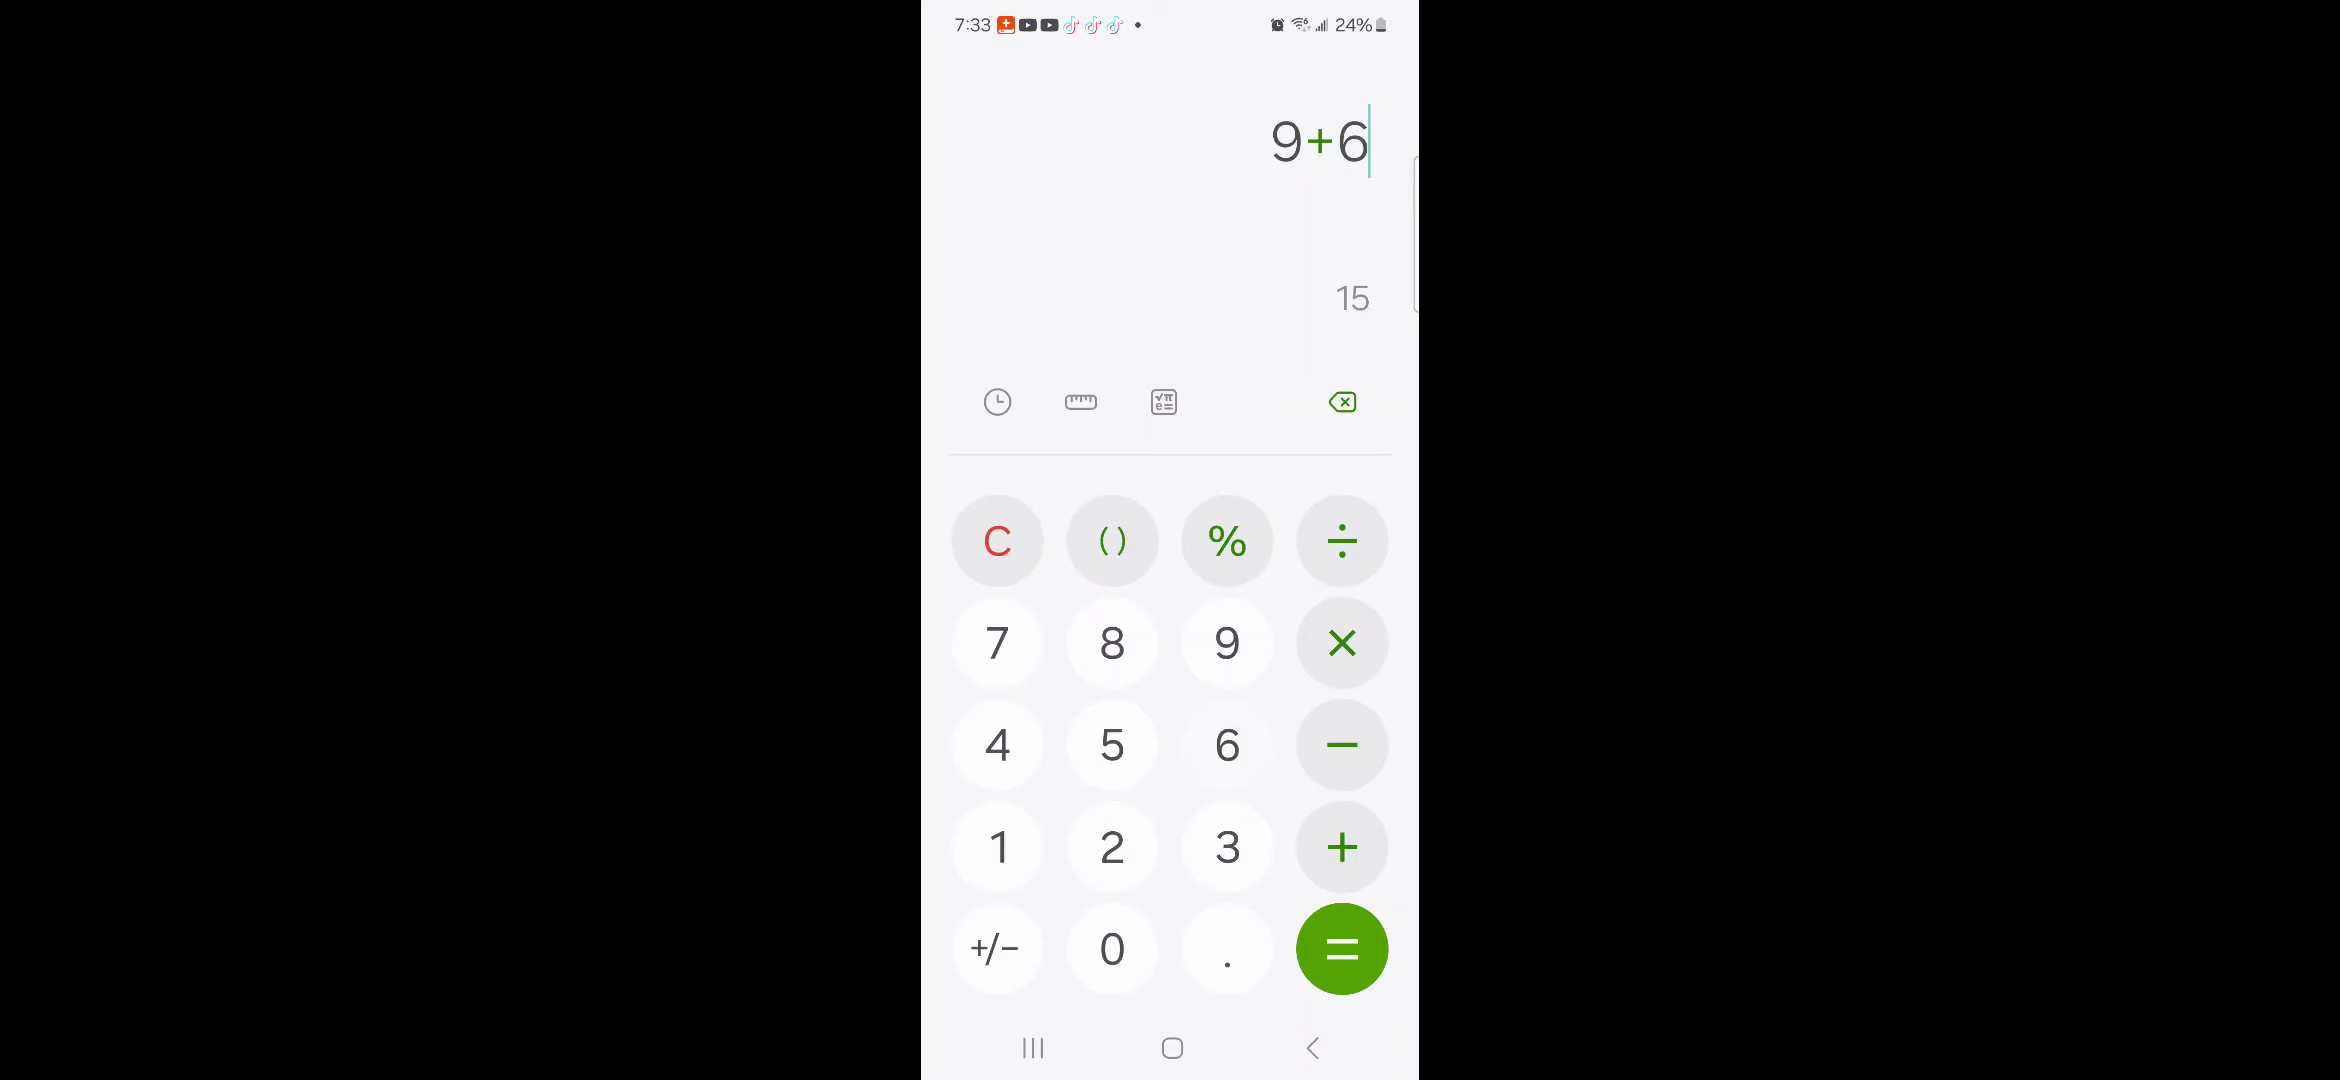 7:33 24%
9+6
15
C () % ÷
7 8 9 ×
4 5 6 −
1 2 3 +
+/− 0 . =